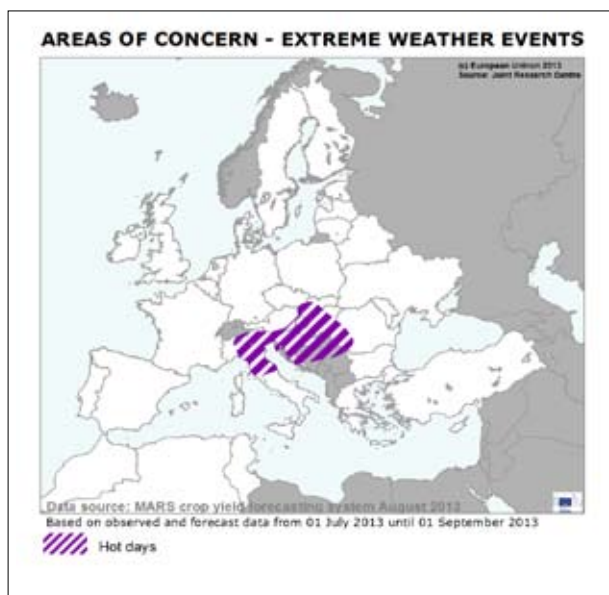 AREAS OF CONCERN - EXTREME WEATHER EVENTS
(c) European Uninon 2013
Source: Joint Research Centre
Data source: MARS crop yield forecasting system August 2013
Based on observed and forecast data from 01 July 2013 until 01 September 2013
Hot days